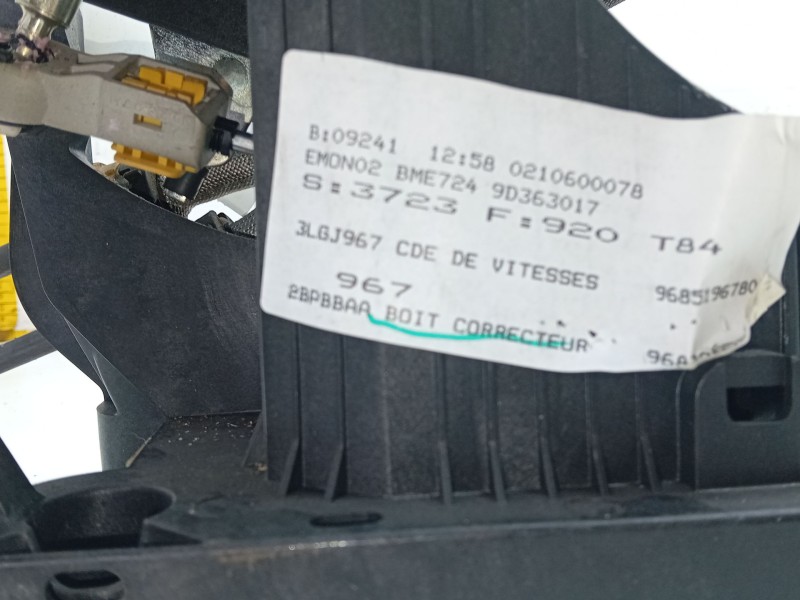 B:09241 12:58 0210600078
EMON02 BME724 9D363017
S:3723 F:920 T84
3LGJ967 CDE DE VITESSES 9685196780
967
2BPBBAA BOIT CORRECTEUR